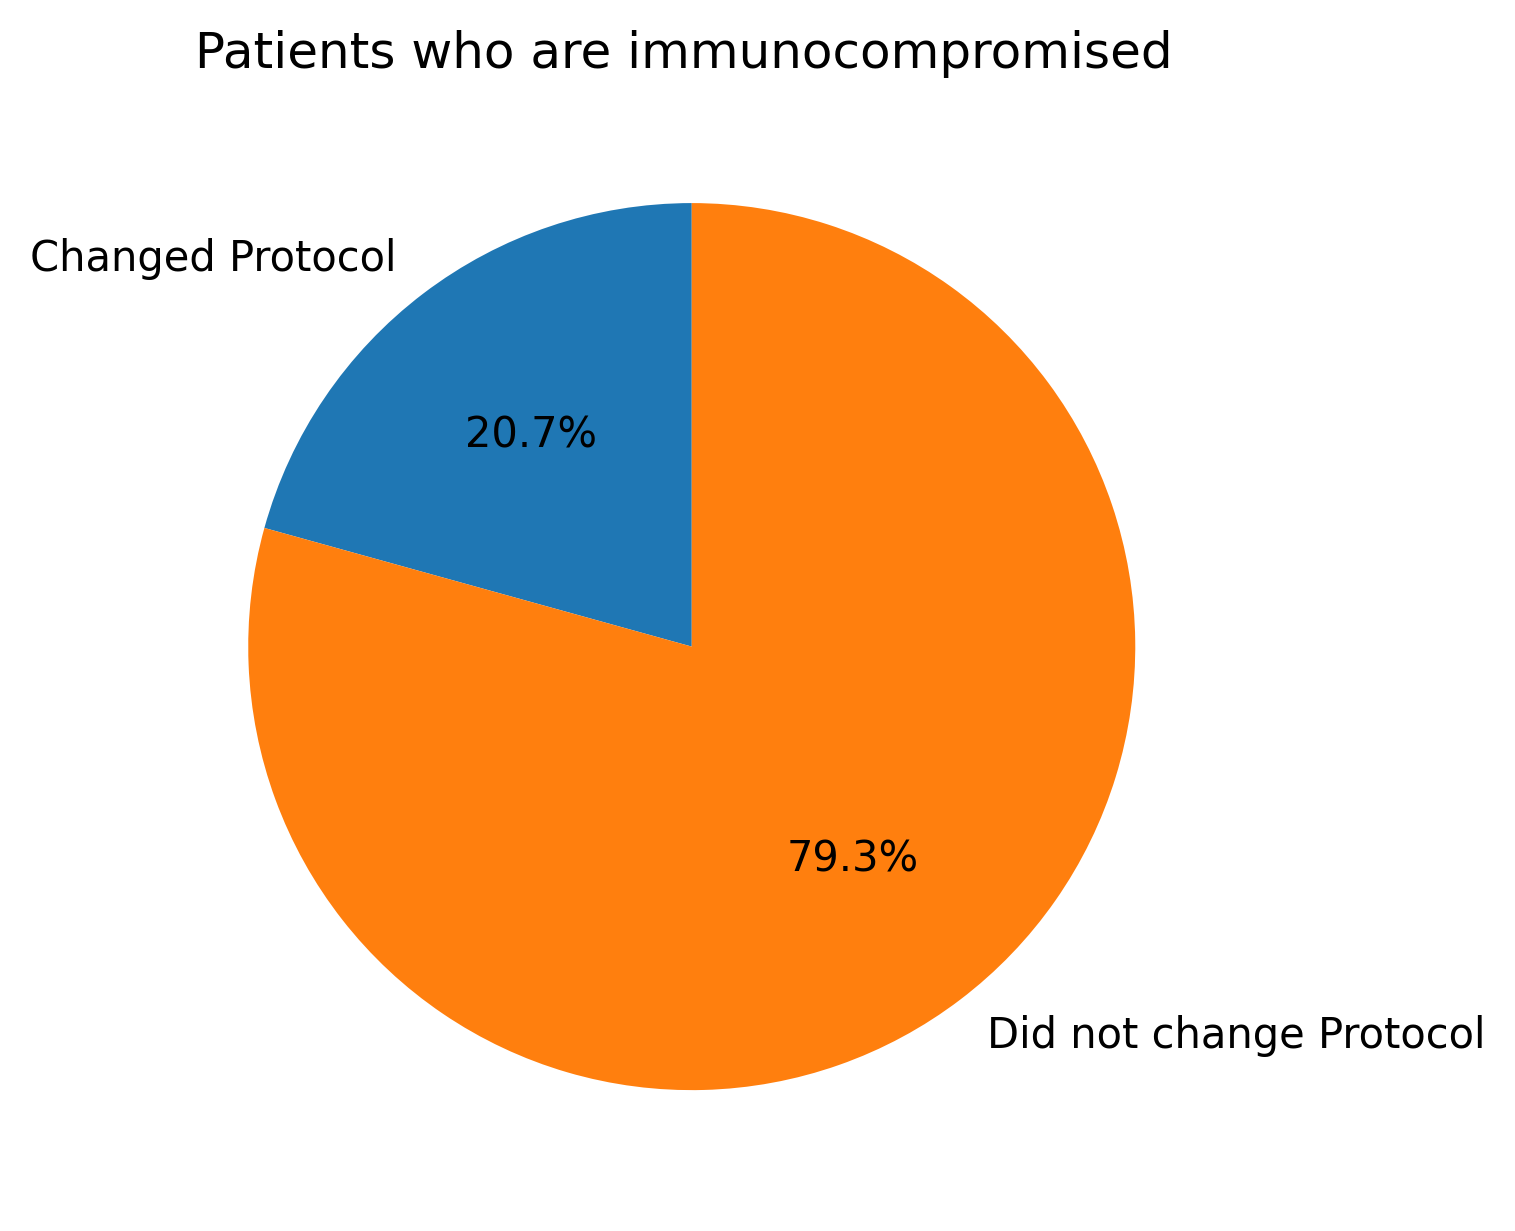 Patients who are immunocompromised
Changed Protocol
20.7%
79.3%
Did not change Protocol